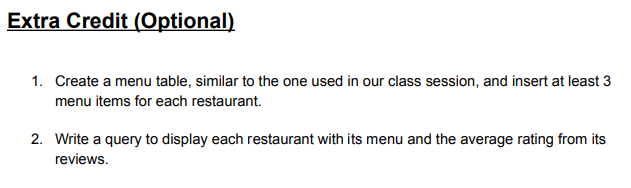 Extra Credit (Optional)
1. Create a menu table, similar to the one used in our class session, and insert at least 3
menu items for each restaurant.
2. Write a query to display each restaurant with its menu and the average rating from its
reviews.